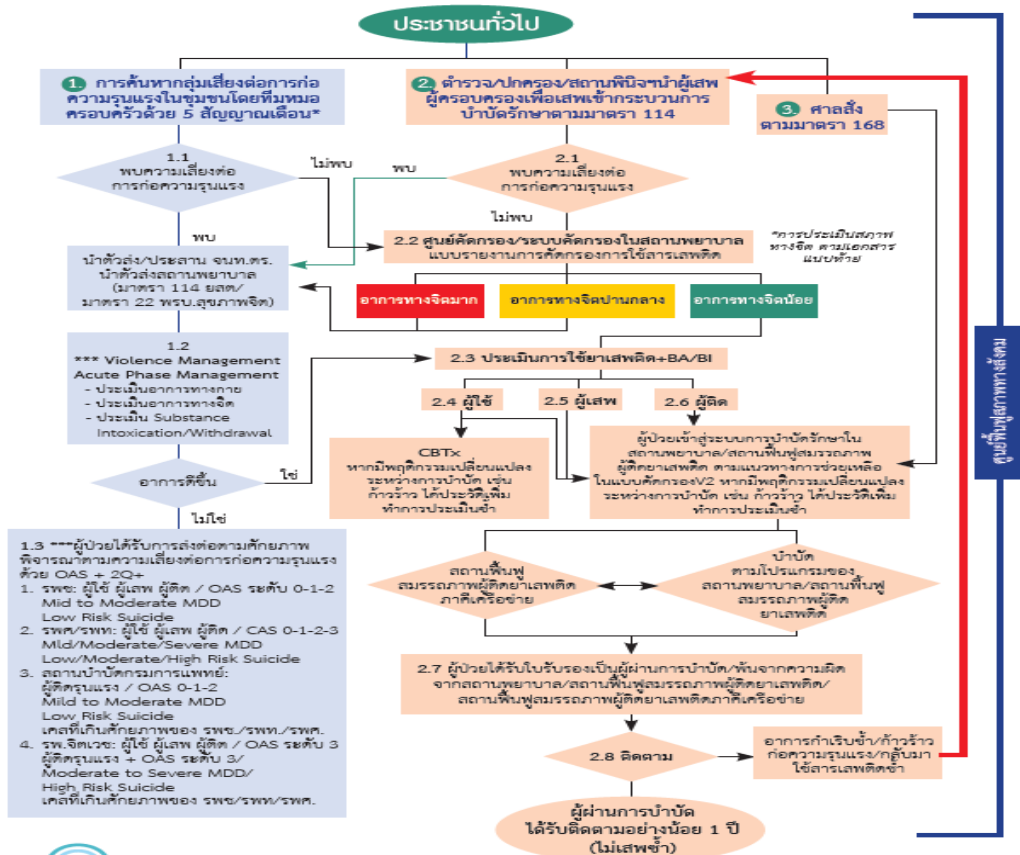 ประชาชนทั่วไป
1. การค้นหากลุ่มเสี่ยงต่อการก่อ
ความรุนแรงในชุมชนโดยทีมหมอ
ครอบครัวด้วย 5 สัญญาณเตือน*
2. ตำรวจ/ปกครอง/สถานพินิจฯนำผู้เสพ
ผู้ครอบครองเพื่อเสพเข้ากระบวนการ
บำบัดรักษาตามมาตรา 114
3. ศาลสั่ง
ตามมาตรา 168
1.1
พบความเสี่ยงต่อ
การก่อความรุนแรง
ไม่พบ
พบ
2.1
พบความเสี่ยงต่อ
การก่อความรุนแรง
ไม่พบ
พบ
นำตัวส่ง/ประสาน จนท.ตร.
นำตัวส่งสถานพยาบาล
(มาตรา 114 ยสต/
มาตรา 22 พรบ.สุขภาพจิต)
2.2 ศูนย์คัดกรอง/ระบบคัดกรองในสถานพยาบาล
แบบรายงานการคัดกรองการใช้สารเสพติด
*การประเมินสภาพ
ทางจิต ตามเอกสาร
แนบท้าย
อาการทางจิตมาก
อาการทางจิตปานกลาง
อาการทางจิตน้อย
1.2
*** Violence Management
Acute Phase Management
- ประเมินอาการทางกาย
- ประเมินอาการทางจิต
- ประเมิน Substance
Intoxication/Withdrawal
2.3 ประเมินการใช้ยาเสพติด+BA/BI
2.4 ผู้ใช้
2.5 ผู้เสพ
2.6 ผู้ติด
อาการดีขึ้น
ใช่
ไม่ใช่
CBTx
หากมีพฤติกรรมเปลี่ยนแปลง
ระหว่างการบำบัด เช่น
ก้าวร้าว ได้ประวัติเพิ่ม
ทำการประเมินซ้ำ
ผู้ป่วยเข้าสู่ระบบการบำบัดรักษาใน
สถานพยาบาล/สถานฟื้นฟูสมรรถภาพ
ผู้ติดยาเสพติด ตามแนวทางการช่วยเหลือ
ในแบบคัดกรองV2 หากมีพฤติกรรมเปลี่ยนแปลง
ระหว่างการบำบัด เช่น ก้าวร้าว ได้ประวัติเพิ่ม
ทำการประเมินซ้ำ
1.3 ***ผู้ป่วยได้รับการส่งต่อตามศักยภาพ
พิจารณาตามความเสี่ยงต่อการก่อความรุนแรง
ด้วย OAS + 2Q+
1. รพช: ผู้ใช้ ผู้เสพ ผู้ติด / OAS ระดับ 0-1-2
Mid to Moderate MDD
Low Risk Suicide
2. รพศ/รพท: ผู้ใช้ ผู้เสพ ผู้ติด / CAS 0-1-2-3
Mld/Moderate/Severe MDD
Low/Moderate/High Risk Suicide
3. สถานบำบัดกรมการแพทย์:
ผู้ติดรุนแรง / OAS 0-1-2
Mild to Moderate MDD
Low Risk Suicide
เคสที่เกินศักยภาพของ รพช./รพท./รพศ.
4. รพ.จิตเวช: ผู้ใช้ ผู้เสพ ผู้ติด / OAS ระดับ 3
ผู้ติดรุนแรง + OAS ระดับ 3/
Moderate to Severe MDD/
High Risk Suicide
เคสที่เกินศักยภาพของ รพช/รพท/รพศ.
สถานฟื้นฟู
สมรรถภาพผู้ติดยาเสพติด
ภาคีเครือข่าย
บำบัด
ตามโปรแกรมของ
สถานพยาบาล/สถานฟื้นฟู
สมรรถภาพผู้ติด
ยาเสพติด
2.7 ผู้ป่วยได้รับใบรับรองเป็นผู้ผ่านการบำบัด/พ้นจากความผิด
จากสถานพยาบาล/สถานฟื้นฟูสมรรถภาพผู้ติดยาเสพติด/
สถานฟื้นฟูสมรรถภาพผู้ติดยาเสพติดภาคีเครือข่าย
2.8 ติดตาม
อาการกำเริบซ้ำ/ก้าวร้าว
ก่อความรุนแรง/กลับมา
ใช้สารเสพติดซ้ำ
ผู้ผ่านการบำบัด
ได้รับติดตามอย่างน้อย 1 ปี
(ไม่เสพซ้ำ)
ศูนย์ฟื้นฟูสภาพทางสังคม